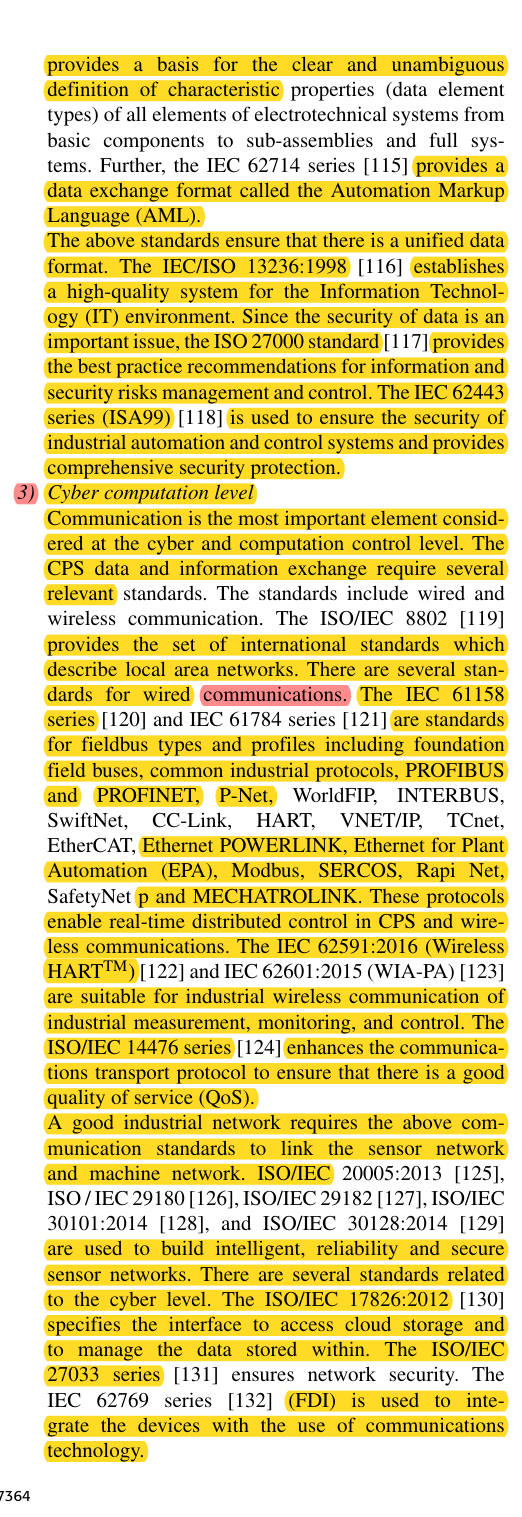 provides a basis for the clear and unambiguous
definition of characteristic properties (data element
types) of all elements of electrotechnical systems from
basic components to sub-assemblies and full sys-
tems. Further, the IEC 62714 series [115] provides a
data exchange format called the Automation Markup
Language (AML).
The above standards ensure that there is a unified data
format. The IEC/ISO 13236:1998 [116] establishes
a high-quality system for the Information Technol-
ogy (IT) environment. Since the security of data is an
important issue, the ISO 27000 standard [117] provides
the best practice recommendations for information and
security risks management and control. The IEC 62443
series (ISA99) [118] is used to ensure the security of
industrial automation and control systems and provides
comprehensive security protection.
3) Cyber computation level
Communication is the most important element consid-
ered at the cyber and computation control level. The
CPS data and information exchange require several
relevant standards. The standards include wired and
wireless communication. The ISO/IEC 8802 [119]
provides the set of international standards which
describe local area networks. There are several stan-
dards for wired communications. The IEC 61158
series [120] and IEC 61784 series [121] are standards
for fieldbus types and profiles including foundation
field buses, common industrial protocols, PROFIBUS
and PROFINET, P-Net, WorldFIP, INTERBUS,
SwiftNet, CC-Link, HART, VNET/IP, TCnet,
EtherCAT, Ethernet POWERLINK, Ethernet for Plant
Automation (EPA), Modbus, SERCOS, Rapi Net,
SafetyNet p and MECHATROLINK. These protocols
enable real-time distributed control in CPS and wire-
less communications. The IEC 62591:2016 (Wireless
HART™) [122] and IEC 62601:2015 (WIA-PA) [123]
are suitable for industrial wireless communication of
industrial measurement, monitoring, and control. The
ISO/IEC 14476 series [124] enhances the communica-
tions transport protocol to ensure that there is a good
quality of service (QoS).
A good industrial network requires the above com-
munication standards to link the sensor network
and machine network. ISO/IEC 20005:2013 [125],
ISO / IEC 29180 [126], ISO/IEC 29182 [127], ISO/IEC
30101:2014 [128], and ISO/IEC 30128:2014 [129]
are used to build intelligent, reliability and secure
sensor networks. There are several standards related
to the cyber level. The ISO/IEC 17826:2012 [130]
specifies the interface to access cloud storage and
to manage the data stored within. The ISO/IEC
27033 series [131] ensures network security. The
IEC 62769 series [132] (FDI) is used to inte-
grate the devices with the use of communications
technology.
7364